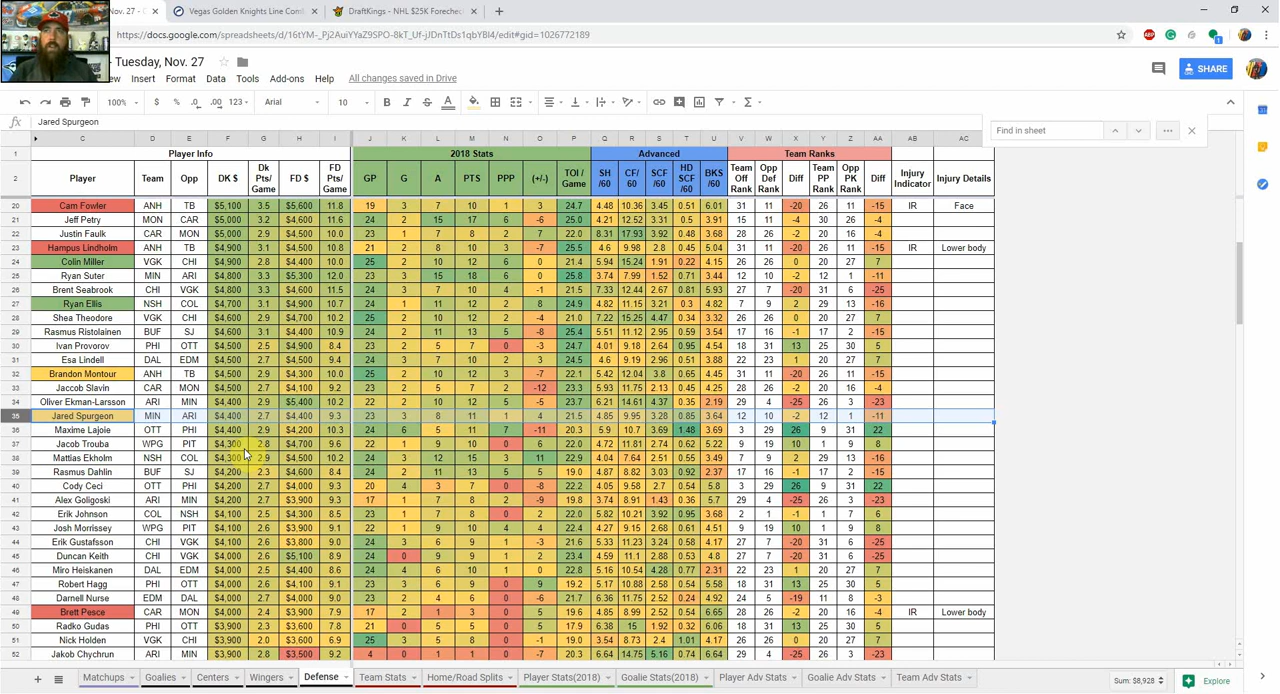 Nov. 27 -
Vegas Golden Knights Line Comb
DraftKings - NHL $25K Forechec
https://docs.google.com/spreadsheets/d/16tYM-_Pj2AuiYYaZ9SPO-8kT_Uf-jJDnTtDs1qbYBl4/edit#gid=1026772189
Tuesday, Nov. 27
Insert Format Data Tools Add-ons Help All changes saved in Drive
SHARE
100% $ % .0 .00 123 Arial 10 B I S A
fx Jared Spurgeon
Find in sheet
C D E F G H I J K L M N O P Q R S T U V W X Y Z AA AB AC
1 Player Info 2018 Stats Advanced Team Ranks
2 Player Team Opp DK $ Dk Pts/ Game FD $ FD Pts/ Game GP G A PTS PPP (+/-) TOI / Game SH /60 CF/ 60 SCF /60 HD SCF /60 BKS /60 Team Off Rank Opp Def Rank Diff Team PP Rank Opp PK Rank Diff Injury Indicator Injury Details
20 Cam Fowler ANH TB $5,100 3.5 $5,600 11.8 19 3 7 10 1 3 24.7 4.48 10.36 3.45 0.51 6.01 31 11 -20 26 11 -15 IR Face
21 Jeff Petry MON CAR $5,000 3.2 $4,600 11.6 24 2 15 17 6 -6 25.0 4.21 12.52 3.31 0.5 3.91 15 11 -4 30 26 -4
22 Justin Faulk CAR MON $5,000 2.9 $4,500 10.0 23 1 7 8 2 7 22.0 8.31 17.93 3.92 0.48 3.68 28 26 -2 20 16 -4
23 Hampus Lindholm ANH TB $4,900 3.1 $4,500 10.8 21 2 8 10 3 -7 25.5 4.6 9.98 2.8 0.45 5.04 31 11 -20 26 11 -15 IR Lower body
24 Colin Miller VGK CHI $4,900 2.8 $4,400 10.0 25 2 10 12 6 0 21.4 5.94 15.24 1.91 0.22 4.15 26 26 0 20 27 7
25 Ryan Suter MIN ARI $4,800 3.3 $5,300 12.0 23 3 15 18 6 0 25.8 3.74 7.99 1.52 0.71 3.44 12 10 -2 12 1 -11
26 Brent Seabrook CHI VGK $4,800 3.3 $4,600 11.5 24 3 7 10 4 -1 21.5 7.33 12.44 2.67 0.62 4.53 27 7 -20 31 6 -25
27 Ryan Ellis NSH COL $4,700 3.1 $4,900 10.7 24 1 11 12 2 8 24.9 4.82 11.15 3.21 0.3 4.82 7 9 2 29 13 -16
28 Shea Theodore VGK CHI $4,600 2.9 $4,700 10.2 25 2 10 12 2 -4 21.0 7.22 15.25 4.47 0.34 3.32 26 26 0 20 27 7
29 Rasmus Ristolainen BUF SJ $4,600 3.1 $4,400 10.9 24 2 11 13 5 -8 25.4 5.51 11.12 2.95 0.59 3.54 17 16 -1 17 2 -15
30 Ivan Provorov PHI OTT $4,500 2.5 $4,900 8.4 24 2 5 7 0 -7 24.7 4.01 9.18 2.64 0.95 4.54 18 31 13 25 30 5
31 Esa Lindell DAL EDM $4,500 2.9 $4,500 9.4 24 3 7 10 2 3 24.5 4.6 9.19 2.96 0.51 3.88 22 23 1 20 27 7
32 Brandon Montour ANH TB $4,500 2.9 $4,300 10.0 24 2 10 12 3 -7 22.1 5.42 12.04 3.8 0.65 4.45 31 11 -20 26 11 -15
33 Jaccob Slavin CAR MON $4,500 2.7 $4,100 9.2 23 2 5 7 2 -12 23.3 5.93 11.75 2.13 0.45 4.25 28 26 -2 20 16 -4
34 Oliver Ekman-Larsson ARI MIN $4,400 2.9 $5,400 10.2 23 2 10 12 5 -5 23.7 6.21 14.61 4.37 0.35 2.19 29 4 -25 26 3 -23
35 Jared Spurgeon MIN ARI $4,400 2.7 $4,400 9.3 23 3 8 11 1 4 21.5 4.85 9.95 3.28 0.85 3.64 12 10 -2 12 1 -11
36 Maxime Lajoie OTT PHI $4,400 2.9 $4,200 10.3 24 6 5 11 7 -11 20.3 5.9 10.7 3.69 1.48 3.69 3 29 26 9 31 22
37 Jacob Trouba WPG PIT $4,300 2.8 $4,700 9.6 22 1 9 10 0 6 22.0 4.72 11.81 2.74 0.62 5.22 9 19 10 1 9 8
38 Mattias Ekholm NSH COL $4,300 2.9 $4,500 10.2 24 3 12 15 3 11 22.9 4.04 7.64 2.51 0.55 3.49 7 9 2 29 13 -16
39 Rasmus Dahlin BUF SJ $4,200 2.3 $4,600 8.4 24 2 11 13 5 5 19.0 4.87 8.82 3.03 0.92 2.37 17 16 -1 17 2 -15
40 Cody Ceci OTT PHI $4,200 2.7 $4,000 9.3 20 4 3 7 0 -8 22.2 4.05 9.58 2.7 0.54 5.8 3 29 26 9 31 22
41 Alex Goligoski ARI MIN $4,200 2.7 $4,000 9.3 17 1 7 8 2 -9 19.8 3.74 8.91 1.43 0.36 5.7 29 4 -25 26 3 -23
42 Erik Johnson COL NSH $4,100 2.5 $4,300 8.5 23 1 7 8 0 2 19.0 5.82 10.21 3.92 0.95 3.68 2 1 -1 1 7 6
43 Josh Morrissey WPG PIT $4,100 2.6 $3,900 9.1 22 1 9 10 4 4 22.4 4.27 9.15 2.68 0.61 4.51 9 19 10 1 9 8
44 Erik Gustafsson CHI VGK $4,100 2.6 $3,800 9.0 24 3 6 9 1 -3 21.6 5.33 11.23 3.24 0.58 4.17 27 7 -20 31 6 -25
45 Duncan Keith CHI VGK $4,000 2.6 $5,100 8.9 24 0 9 9 1 2 23.4 4.59 11.1 2.88 0.53 4.8 27 7 -20 31 6 -25
46 Miro Heiskanen DAL EDM $4,000 2.5 $4,400 8.6 24 4 6 10 1 0 22.8 5.16 10.54 4.28 0.77 2.31 22 23 1 20 27 7
47 Robert Hagg PHI OTT $4,000 2.6 $4,100 9.1 23 3 6 9 0 9 19.2 5.17 10.88 2.58 0.54 5.58 18 31 13 25 30 5
48 Darnell Nurse EDM DAL $4,000 2.7 $4,000 9.0 23 2 4 6 0 -6 21.7 6.36 11.75 2.52 0.24 4.92 24 5 -19 11 8 -3
49 Brett Pesce CAR MON $4,000 2.4 $3,900 7.9 17 2 1 3 0 5 19.6 4.85 8.99 2.52 0.54 6.65 28 26 -2 20 16 -4 IR Lower body
50 Radko Gudas PHI OTT $3,900 2.3 $3,600 7.8 21 0 5 5 0 5 17.9 6.38 15 1.92 0.32 6.06 18 31 13 25 30 5
51 Nick Holden VGK CHI $3,900 2.0 $3,600 6.9 25 3 5 8 0 -1 19.0 3.54 8.73 2.4 1.01 4.17 26 26 0 20 27 7
52 Jakob Chychrun ARI MIN $3,900 2.8 $3,500 9.2 4 0 1 1 0 -7 20.3 6.64 14.75 5.16 0.74 6.64 29 4 -25 26 3 -23
Matchups Goalies Centers Wingers Defense Team Stats Home/Road Splits Player Stats(2018) Goalie Stats(2018) Player Adv Stats Goalie Adv Stats Team Adv Stats Sum: $8,928 Explore